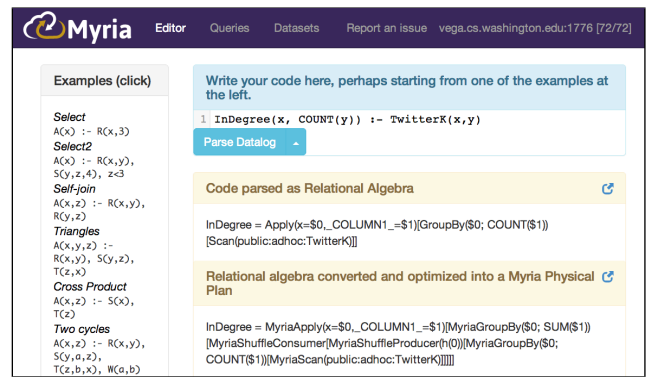 Myria Editor Queries Datasets Report an issue vega.cs.washington.edu:1776 [72/72]
Examples (click)
Select
A(x) :- R(x,3)
Select2
A(x) :- R(x,y),
S(y,z,4), z<3
Self-join
A(x,z) :- R(x,y),
R(y,z)
Triangles
A(x,y,z) :-
R(x,y), S(y,z),
T(z,x)
Cross Product
A(x,z) :- S(x),
T(z)
Two cycles
A(x,z) :- R(x,y),
S(y,a,z),
T(z,b,x), W(a,b)
Write your code here, perhaps starting from one of the examples at
the left.
1 InDegree(x, COUNT(y)) :- TwitterK(x,y)
Parse Datalog
Code parsed as Relational Algebra
InDegree = Apply(x=$0,_COLUMN1_=$1)[GroupBy($0; COUNT($1))
[Scan(public:adhoc:TwitterK)]]
Relational algebra converted and optimized into a Myria Physical
Plan
InDegree = MyriaApply(x=$0,_COLUMN1_=$1)[MyriaGroupBy($0; SUM($1))
[MyriaShuffleConsumer[MyriaShuffleProducer(h(0))[MyriaGroupBy($0;
COUNT($1))[MyriaScan(public:adhoc:TwitterK)]]]]]